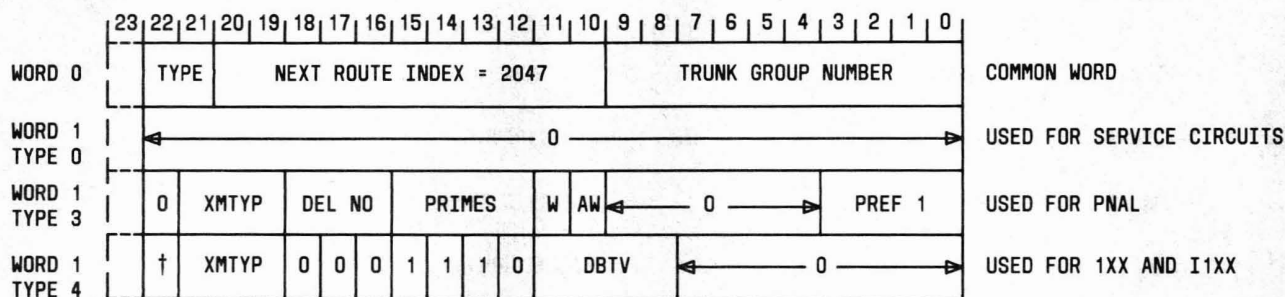 23 22 21 20 19 18 17 16 15 14 13 12 11 10 9 8 7 6 5 4 3 2 1 0
WORD 0 TYPE NEXT ROUTE INDEX = 2047 TRUNK GROUP NUMBER COMMON WORD
WORD 1
TYPE 0 0 USED FOR SERVICE CIRCUITS
WORD 1
TYPE 3 0 XMTYP DEL NO PRIMES W AW 0 PREF 1 USED FOR PNAL
WORD 1
TYPE 4 † XMTYP 0 0 0 1 1 1 0 DBTV 0 USED FOR 1XX AND I1XX